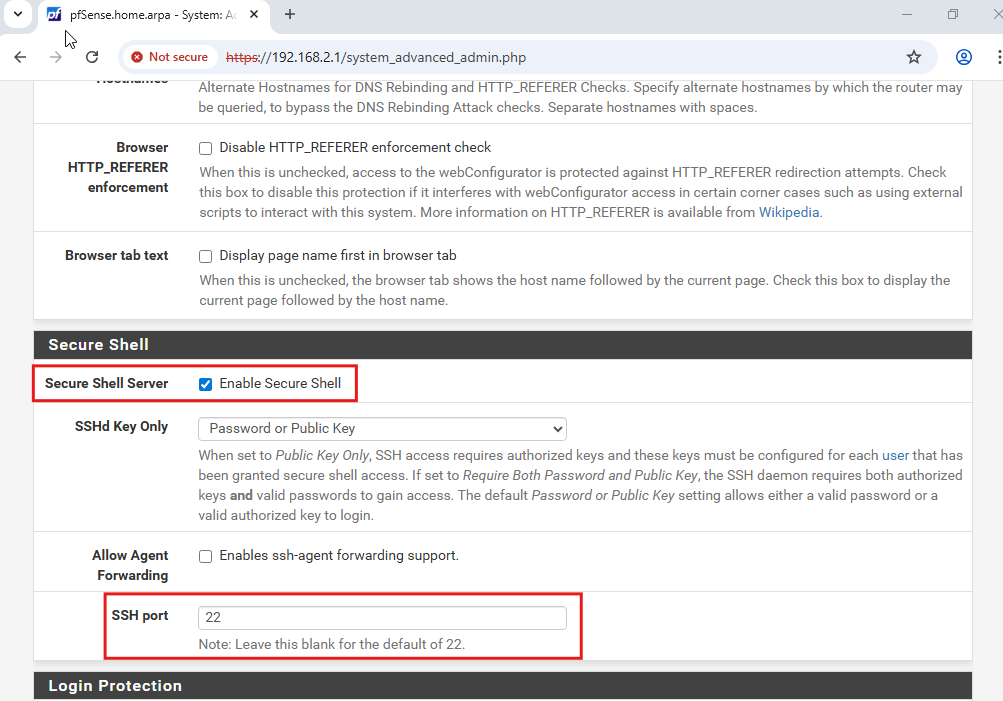 pfSense.home.arpa - System: A
Not secure
https://192.168.2.1/system_advanced_admin.php
Hostnames
Alternate Hostnames for DNS Rebinding and HTTP_REFERER Checks. Specify alternate hostnames by which the router may
be queried, to bypass the DNS Rebinding Attack checks. Separate hostnames with spaces.
Browser
HTTP_REFERER
enforcement
Disable HTTP_REFERER enforcement check
When this is unchecked, access to the webConfigurator is protected against HTTP_REFERER redirection attempts. Check
this box to disable this protection if it interferes with webConfigurator access in certain corner cases such as using external
scripts to interact with this system. More information on HTTP_REFERER is available from Wikipedia.
Browser tab text
Display page name first in browser tab
When this is unchecked, the browser tab shows the host name followed by the current page. Check this box to display the
current page followed by the host name.
Secure Shell
Secure Shell Server
Enable Secure Shell
SSHd Key Only
Password or Public Key
When set to Public Key Only, SSH access requires authorized keys and these keys must be configured for each user that has
been granted secure shell access. If set to Require Both Password and Public Key, the SSH daemon requires both authorized
keys and valid passwords to gain access. The default Password or Public Key setting allows either a valid password or a
valid authorized key to login.
Allow Agent
Forwarding
Enables ssh-agent forwarding support.
SSH port
22
Note: Leave this blank for the default of 22.
Login Protection